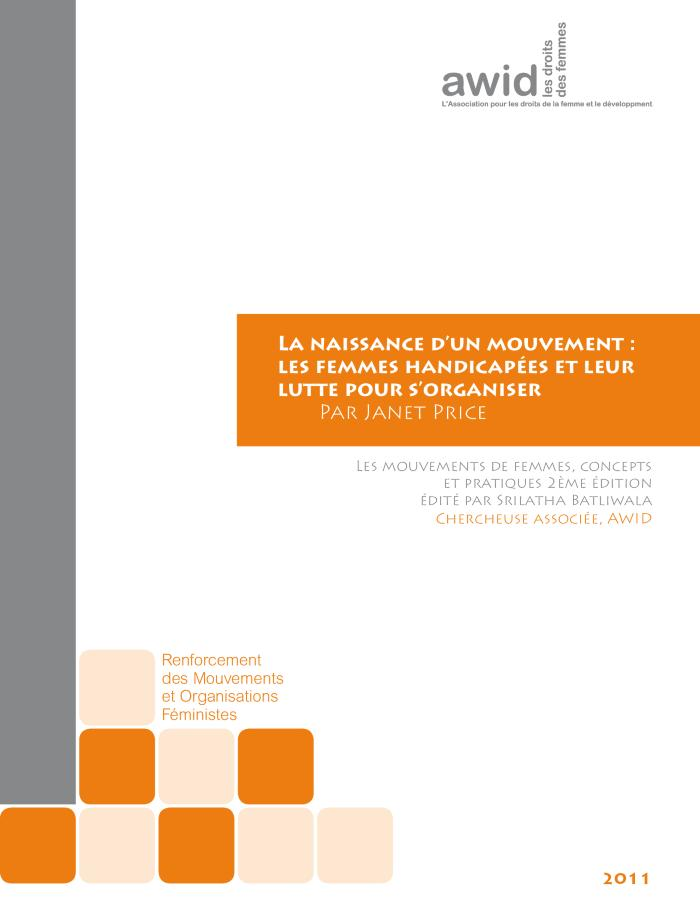 awid
les droits
des femmes
L'Association pour les droits de la femme et le développment
La naissance d'un mouvement :
les femmes handicapées et leur
lutte pour s'organiser
Par Janet Price
Les mouvements de femmes, concepts
et pratiques 2ème édition
édité par Srilatha Batliwala
Chercheuse associée, AWID
Renforcement
des Mouvements
et Organisations
Féministes
2011